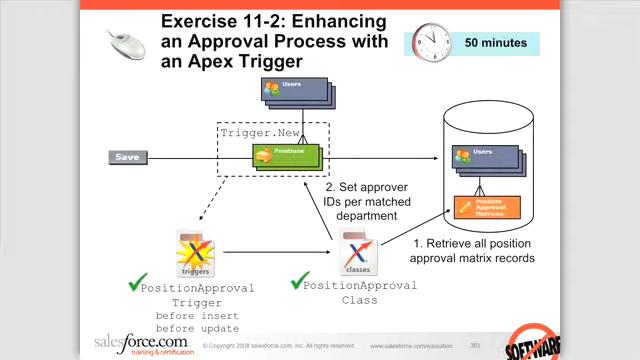 Exercise 11-2: Enhancing
an Approval Process with
an Apex Trigger
50 minutes
Users
Trigger.New
Save
Positions
Users
Position
Approval
Matrices
2. Set approver
IDs per matched
department
1. Retrieve all position
approval matrix records
triggers
classes
PositionApproval
Trigger
before insert
before update
PositionApproval
Class
salesforce.com
training & certification
© Copyright 2008 salesforce.com, inc. All rights reserved.
www.salesforce.com/education
SOFTWARE